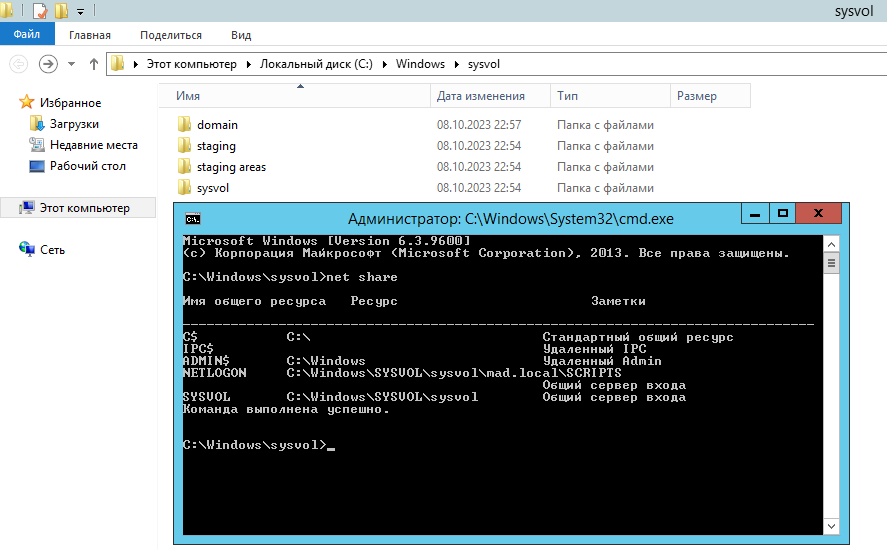 sysvol
Файл Главная Поделиться Вид
Этот компьютер Локальный диск (C:) Windows sysvol
Имя Дата изменения Тип Размер
Избранное
Загрузки
Недавние места
Рабочий стол
Этот компьютер
Сеть
domain 08.10.2023 22:57 Папка с файлами
staging 08.10.2023 22:54 Папка с файлами
staging areas 08.10.2023 22:54 Папка с файлами
sysvol 08.10.2023 22:54 Папка с файлами
Администратор: C:\Windows\System32\cmd.exe
Microsoft Windows [Version 6.3.9600]
(c) Корпорация Майкрософт (Microsoft Corporation), 2013. Все права защищены.
C:\Windows\sysvol>net share
Имя общего ресурса Ресурс Заметки
C$ C:\ Стандартный общий ресурс
IPC$ Удаленный IPC
ADMIN$ C:\Windows Удаленный Admin
NETLOGON C:\Windows\SYSVOL\sysvol\mad.local\SCRIPTS
Общий сервер входа
SYSVOL C:\Windows\SYSVOL\sysvol Общий сервер входа
Команда выполнена успешно.
C:\Windows\sysvol>_